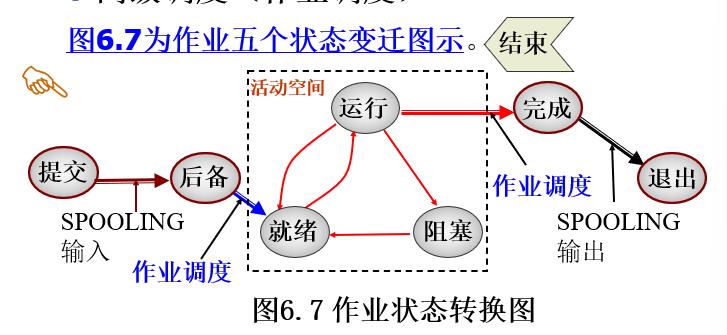 图6.7为作业五个状态变迁图示。
结束
活动空间
运行
完成
提交
后备
退出
作业调度
SPOOLING
输入
就绪
阻塞
SPOOLING
输出
作业调度
图6.7 作业状态转换图